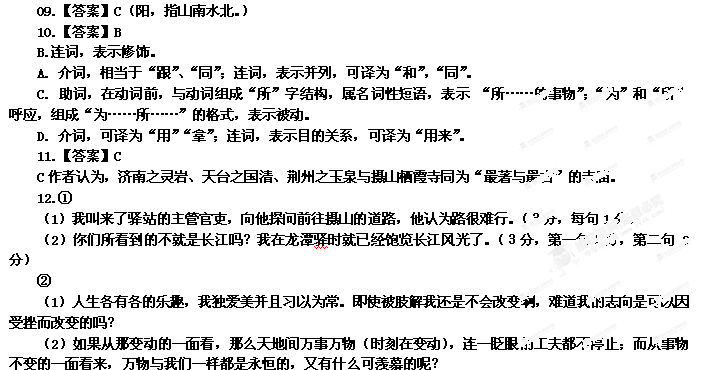 09.【答案】C（阳，指山南水北。）
10.【答案】B
B.连词，表示修饰。
A. 介词，相当于“跟”、“同”；连词，表示并列，可译为“和”，“同”。
C. 助词，在动词前，与动词组成“所”字结构，属名词性短语，表示 “所……的事物”；“为”和“所”
呼应，组成“为……所……”的格式，表示被动。
D. 介词，可译为“用”“拿”；连词，表示目的关系，可译为“用来”。
11.【答案】C
C作者认为，济南之灵岩、天台之国清、荆州之玉泉与摄山栖霞寺同为“最著与最古”的寺庙。
12.①
（1）我叫来了驿站的主管官吏，向他探问前往摄山的道路，他认为路很难行。（2分，每句1分）
（2）你们所看到的不就是长江吗？我在龙潭驿时就已经饱览长江风光了。（3分，第一句1分，第二句 2
分）
②
（1）人生各有各的乐趣，我独爱美并且习以为常。即使被肢解我还是不会改变啊，难道我的志向是可以因
受挫而改变的吗？
（2）如果从那变动的一面看，那么天地间万事万物（时刻在变动），连一眨眼的工夫都不停止；而从事物
不变的一面看来，万物与我们一样都是永恒的，又有什么可羡慕的呢？